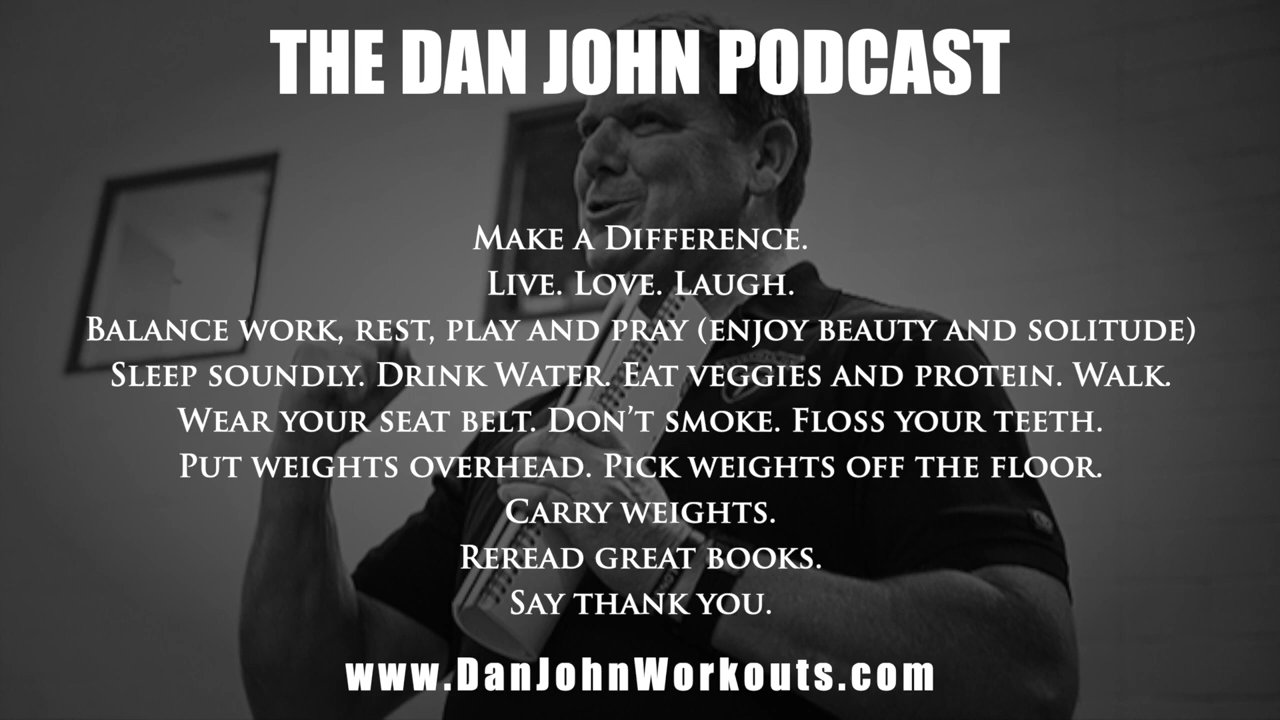 THE DAN JOHN PODCAST
Make a Difference.
Live. Love. Laugh.
Balance work, rest, play and pray (enjoy beauty and solitude)
Sleep soundly. Drink Water. Eat veggies and protein. Walk.
Wear your seat belt. Don't smoke. Floss your teeth.
Put weights overhead. Pick weights off the floor.
Carry weights.
Reread great books.
Say thank you.
www.DanJohnWorkouts.com